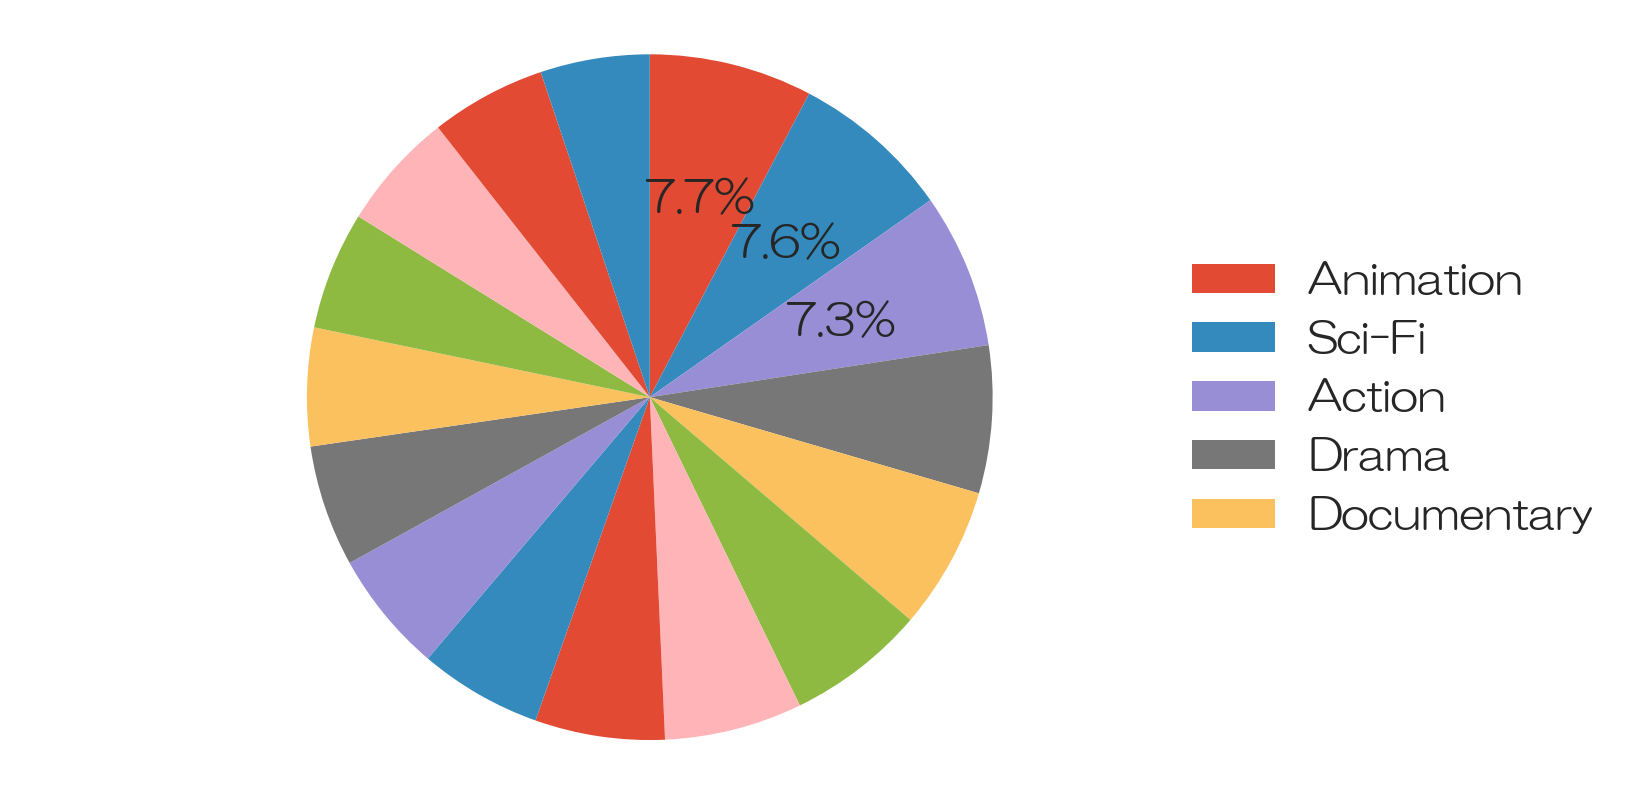 7.7%
7.6%
7.3%
Animation
Sci-Fi
Action
Drama
Documentary